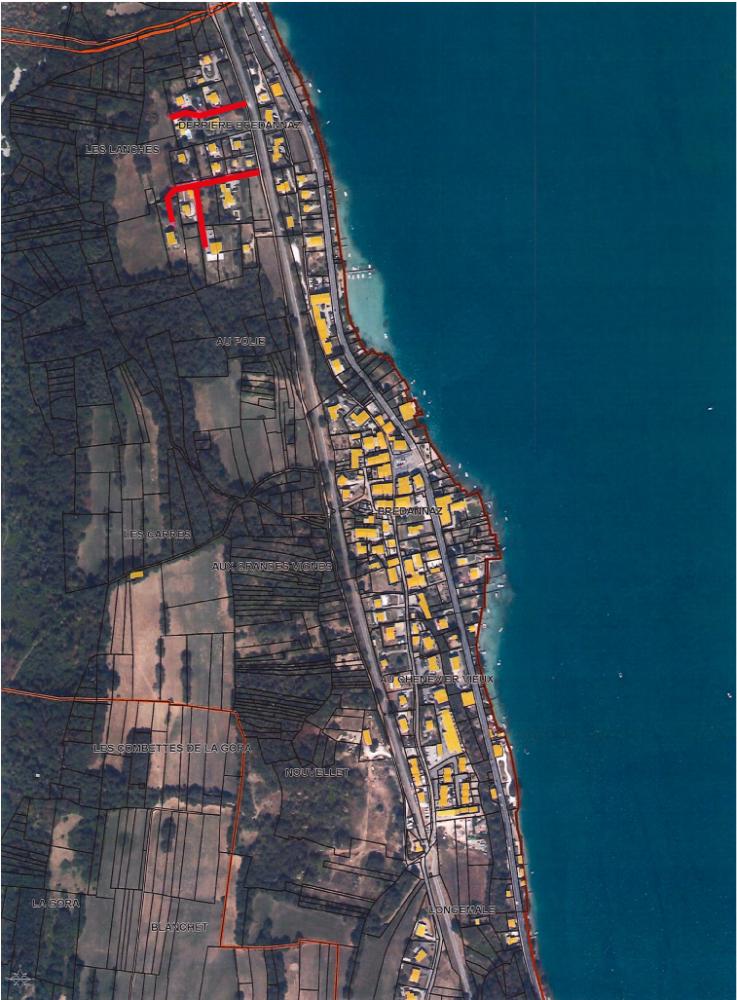 DERRIERE BREDANNAZ
LES LANCHES
AU POLIE
BREDANNAZ
LES CARRES
AUX GRANDES VIGNES
AU CHENEVIER VIEUX
LES COMBETTES DE LA GORA
NOUVELLET
LA GORA
LONGEMALE
BLANCHET